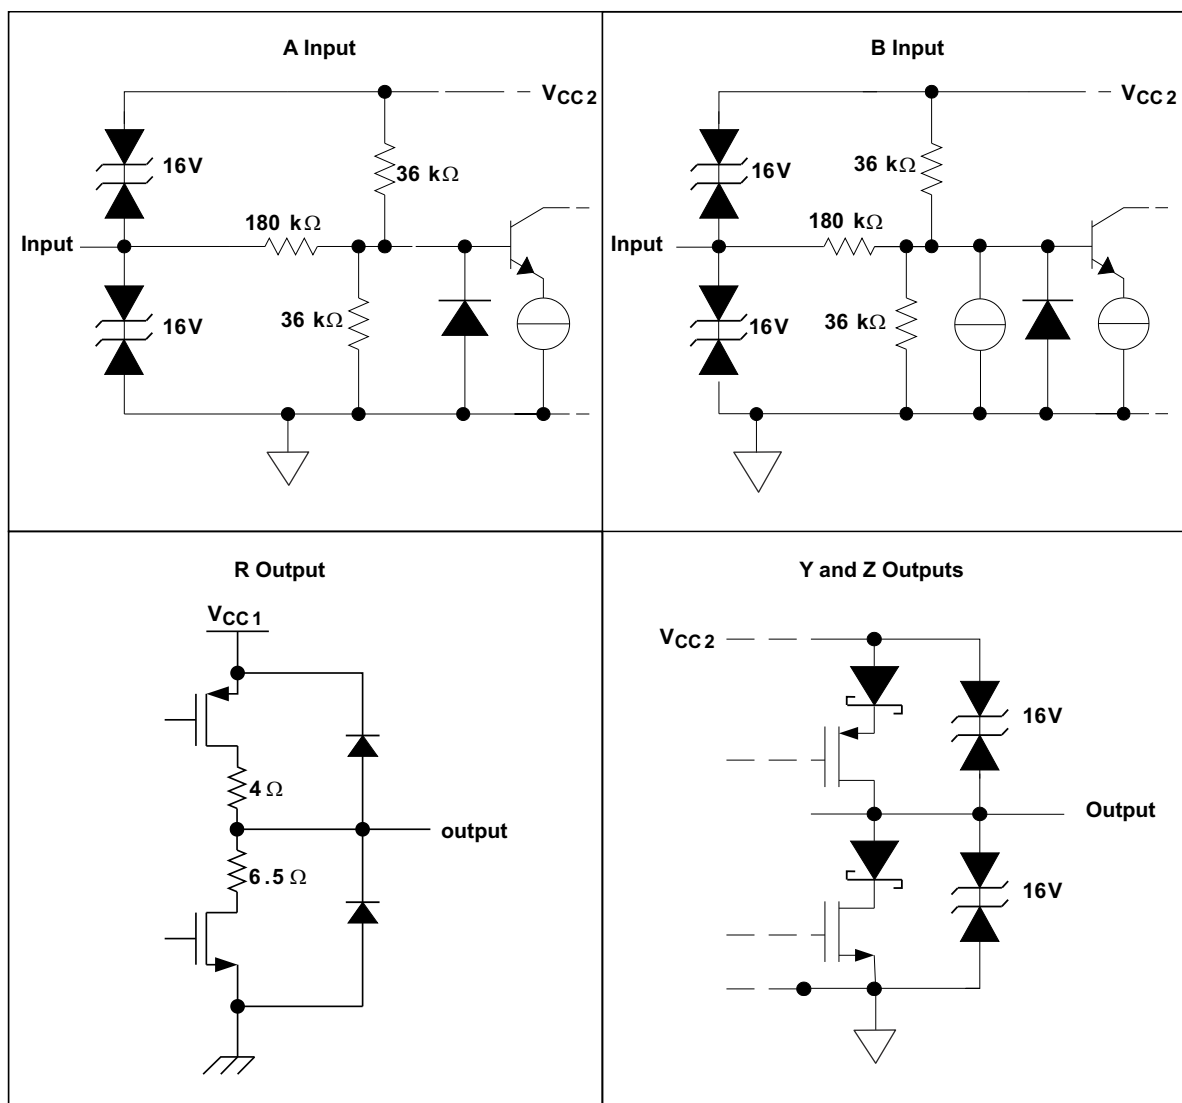 A Input
VCC2
16V
36 kΩ
180 kΩ
Input
36 kΩ
16V
B Input
VCC2
16V
36 kΩ
180 kΩ
Input
36 kΩ
16V
R Output
VCC1
4 Ω
output
6.5 Ω
Y and Z Outputs
VCC2
16V
Output
16V